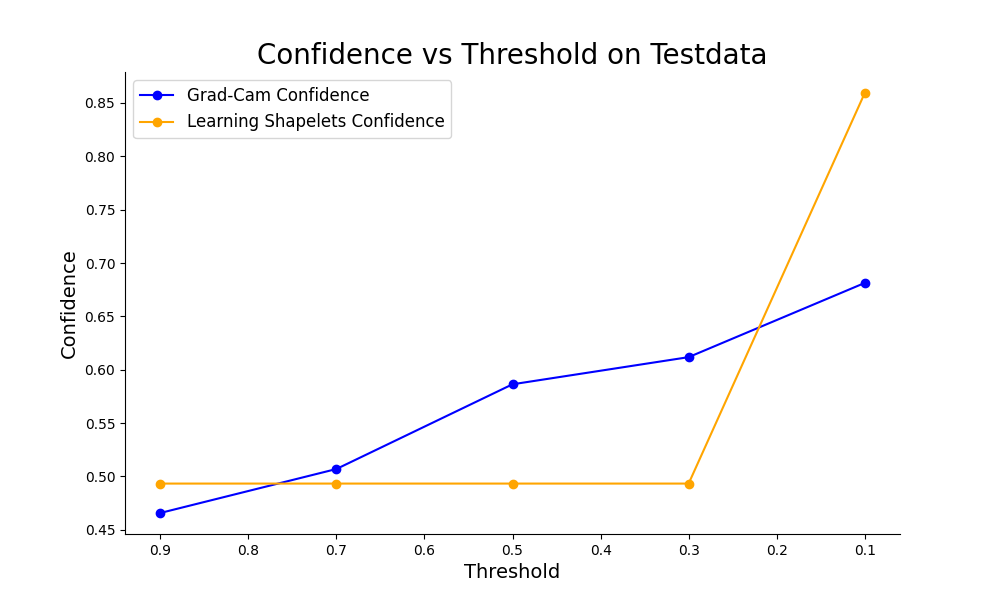 Confidence vs Threshold on Testdata
Grad-Cam Confidence
Learning Shapelets Confidence
Confidence
0.85
0.80
0.75
0.70
0.65
0.60
0.55
0.50
0.45
0.9 0.8 0.7 0.6 0.5 0.4 0.3 0.2 0.1
Threshold